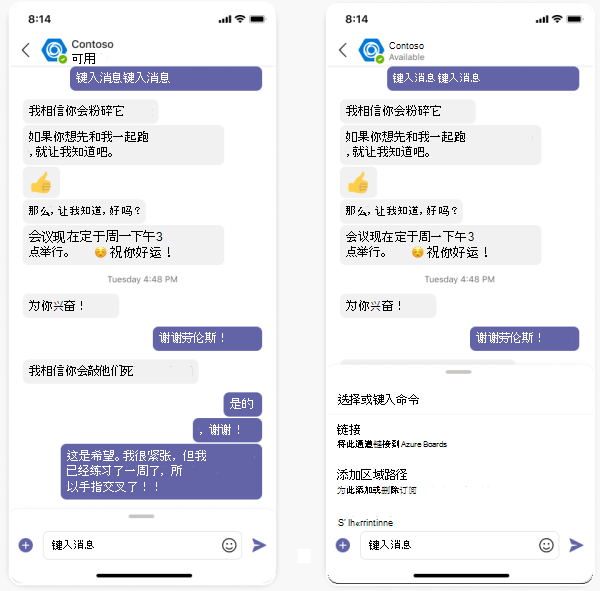 8:14
Contoso
可用
键入消息键入消息
我相信你会粉碎它
如果你想先和我一起跑
,就让我知道吧。
那么, 让我知道, 好吗?
会议现在定于周一下午3
点举行。 祝你好运！
Tuesday 4:48 PM
为你兴奋！
谢谢劳伦斯！
我相信你会敲他们死
是的
，谢谢！
这是希望。我很紧张，但我
已经练习了一周了，所
以手指交叉了！！
键入消息
8:14
Contoso
Available
键入消息 键入消息
我相信你会粉碎它
如果你想先和我一起跑
,就让我知道吧。
那么, 让我知道, 好吗?
会议现在定于周一下午3
点举行。 祝你好运！
Tuesday 4:48 PM
为你兴奋！
谢谢劳伦斯！
选择或键入命令
链接
将此通道链接到 Azure Boards
添加区域路径
为此添加或删除订阅
键入消息